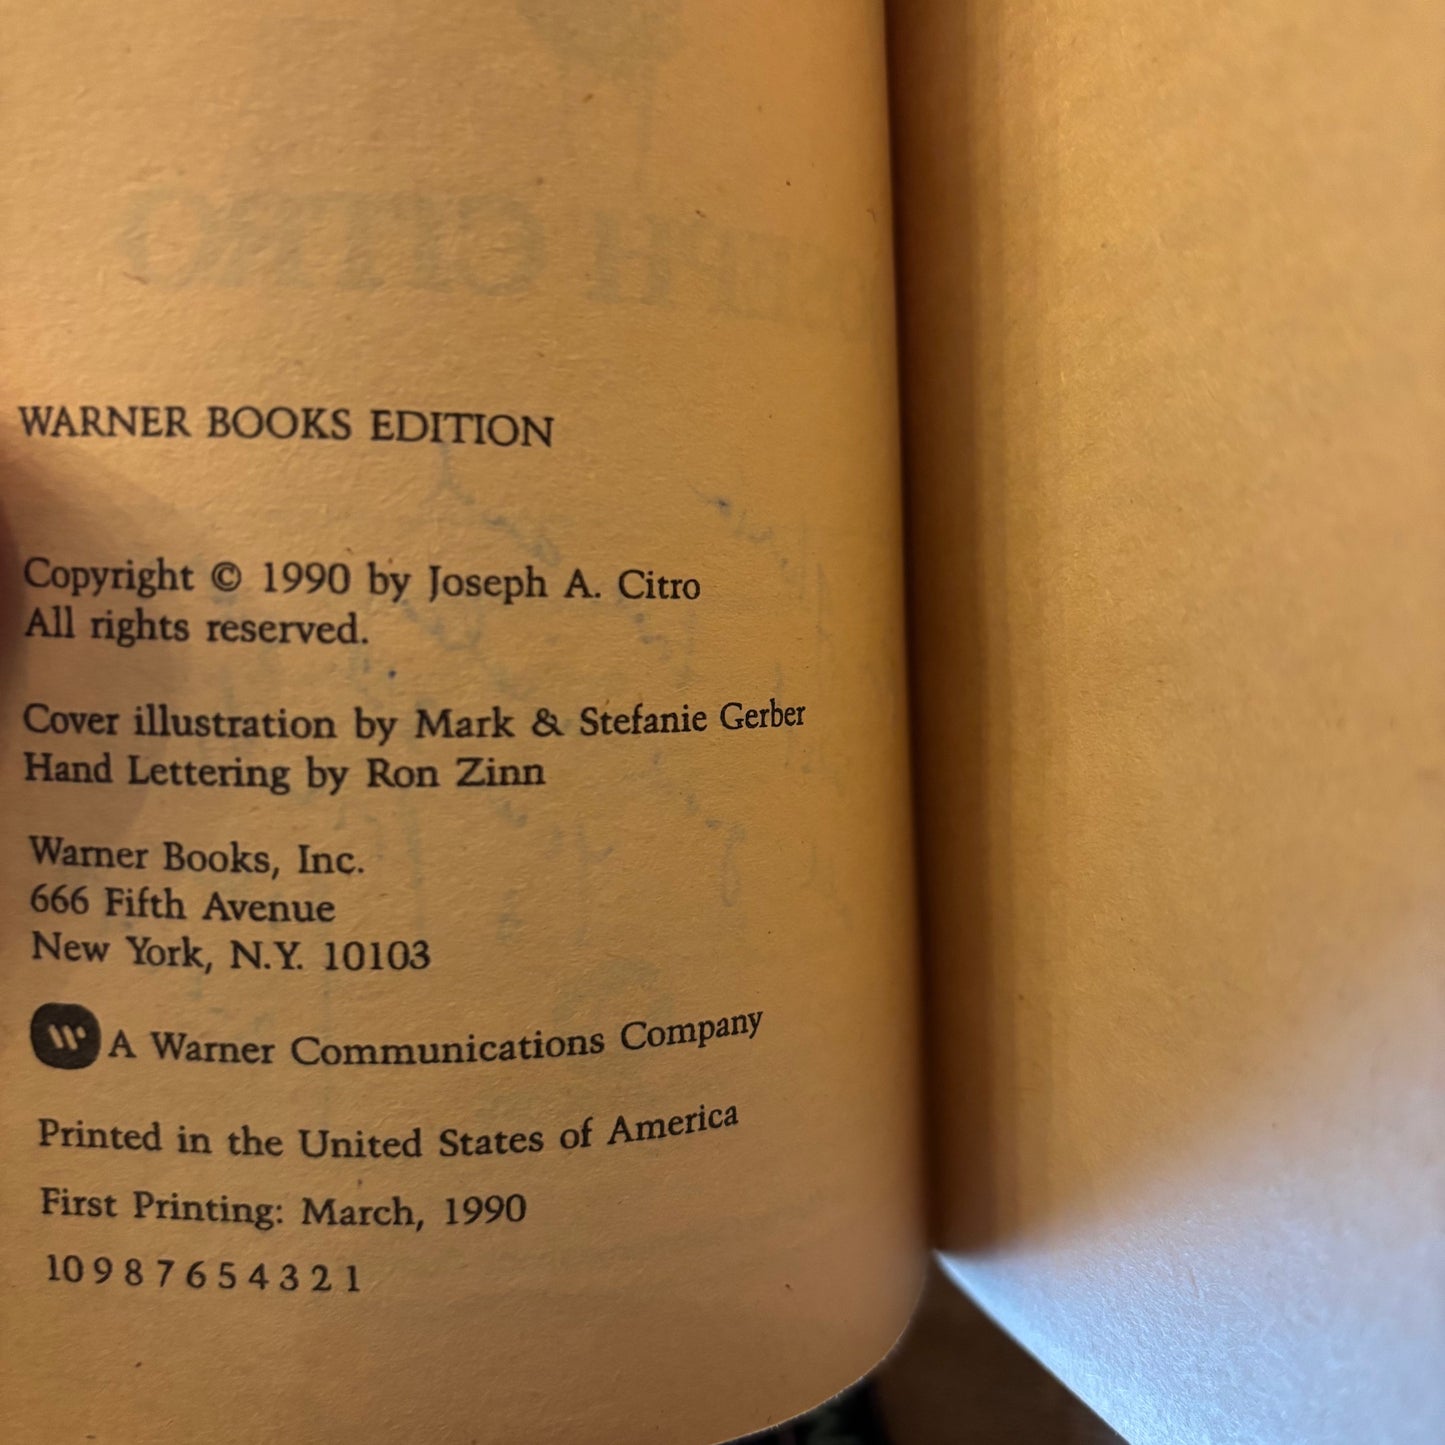 WARNER BOOKS EDITION
Copyright © 1990 by Joseph A. Citro
All rights reserved.
Cover illustration by Mark & Stefanie Gerber
Hand Lettering by Ron Zinn
Warner Books, Inc.
666 Fifth Avenue
New York, N.Y. 10103
A Warner Communications Company
Printed in the United States of America
First Printing: March, 1990
10 9 8 7 6 5 4 3 2 1